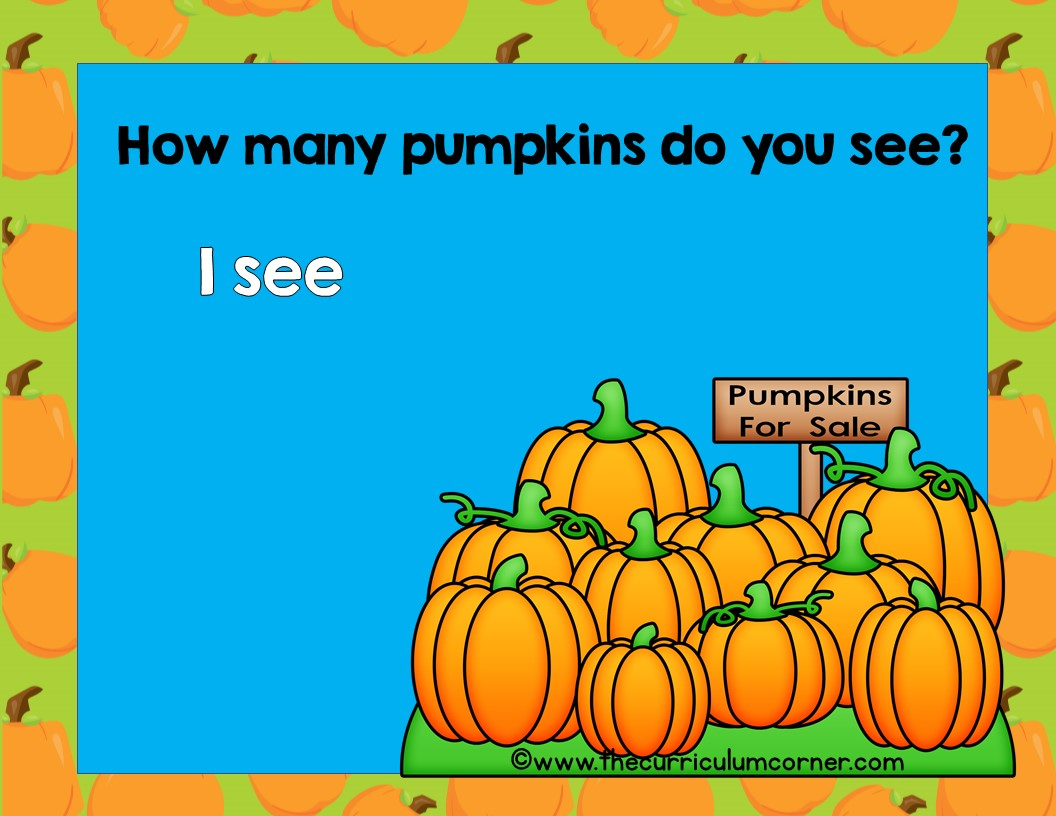 How many pumpkins do you see?
I see
Pumpkins
For Sale
©www.thecurriculumcorner.com